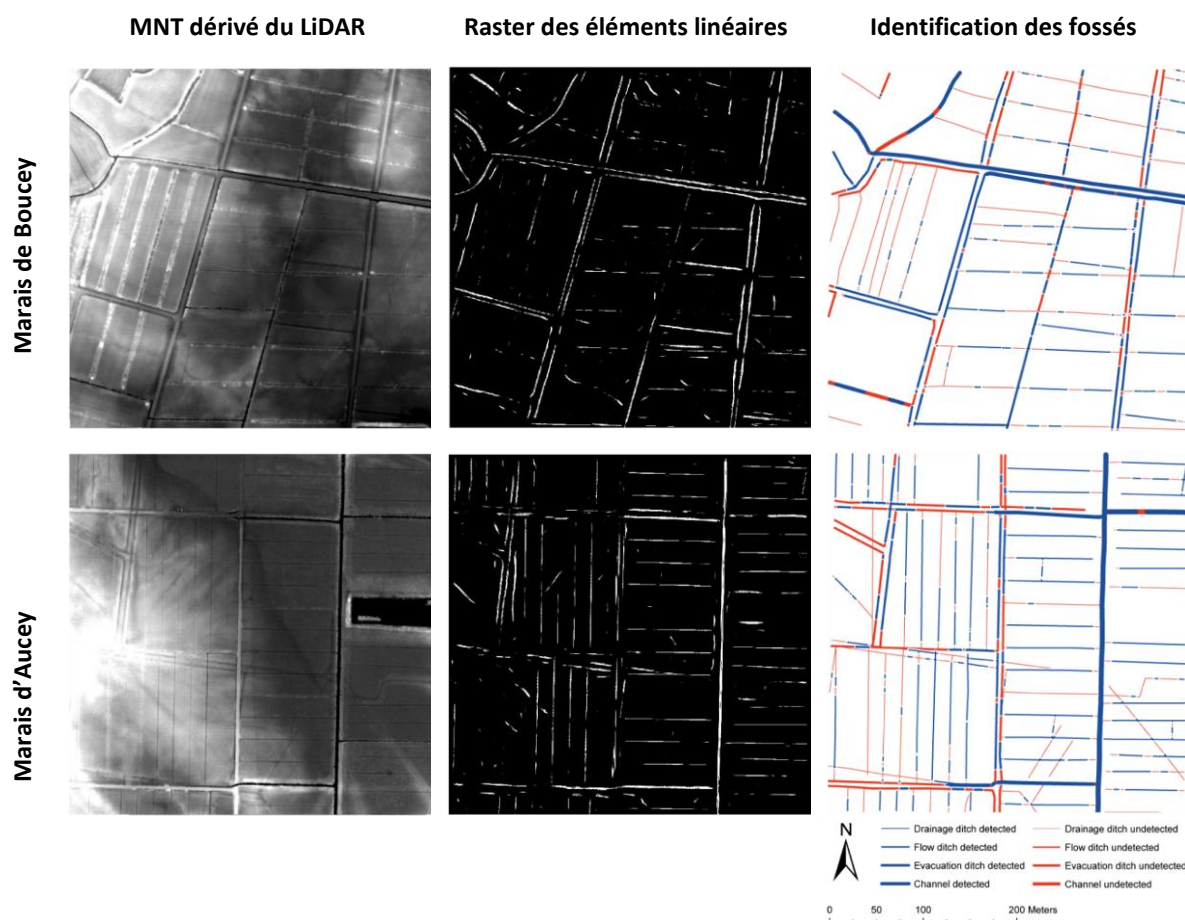 MNT dérivé du LiDAR
Raster des éléments linéaires
Identification des fossés
Marais de Boucey
Marais d’Aucey
N
Drainage ditch detected
Flow ditch detected
Evacuation ditch detected
Channel detected
Drainage ditch undetected
Flow ditch undetected
Evacuation ditch undetected
Channel undetected
0 50 100 200 Meters